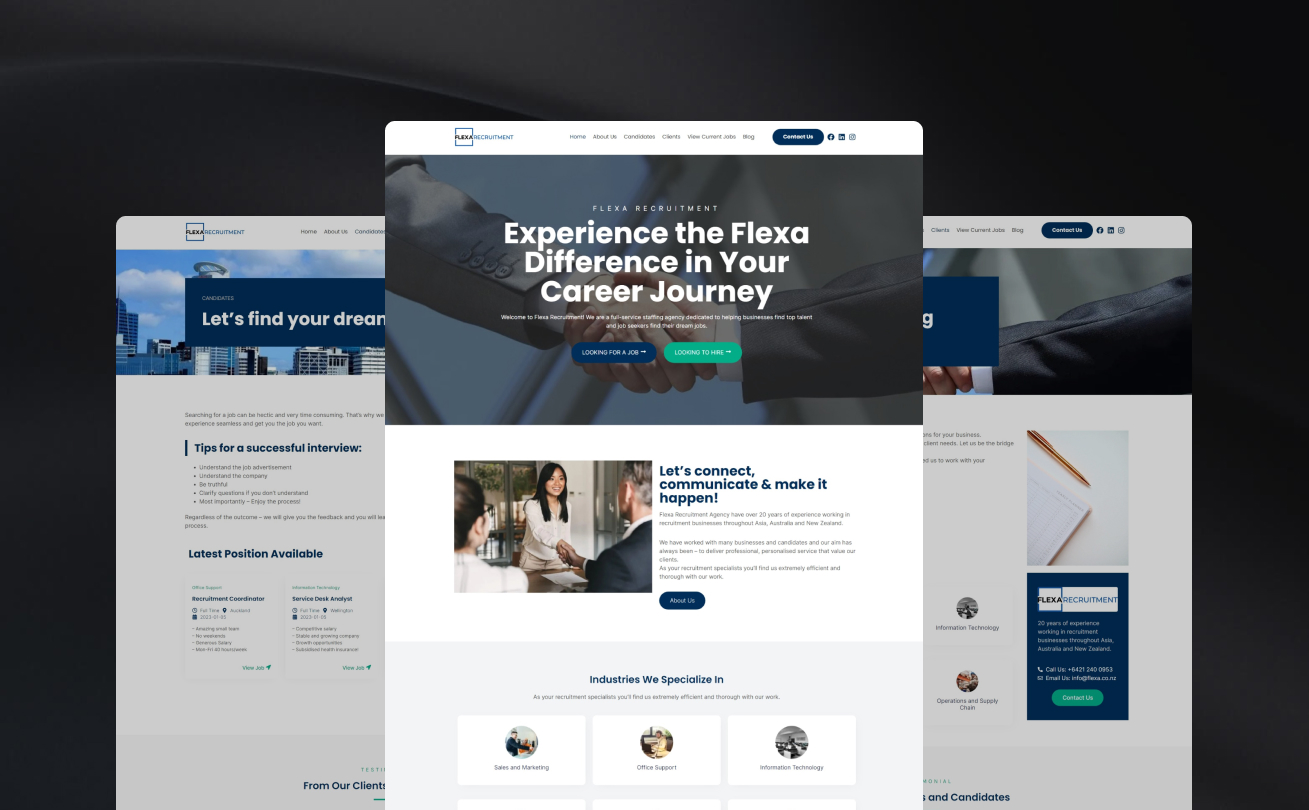 FLEXA RECRUITMENT
Home About Us Candidates Clients View Current Jobs Blog Contact Us
FLEXA RECRUITMENT
Experience the Flexa
Difference in Your
Career Journey
Welcome to Flexa Recruitment! We are a full-service staffing agency dedicated to helping businesses find top talent
and job seekers find their dream jobs.
LOOKING FOR A JOB
LOOKING TO HIRE
Let's connect,
communicate & make it
happen!
Flexa Recruitment Agency have over 20 years of experience working in
recruitment businesses throughout Asia, Australia and New Zealand.
We have worked with many businesses and candidates and our aim has
always been – to deliver professional, personalised service that value our
clients.
As your recruitment specialists you'll find us extremely efficient and
thorough with our work.
About Us
Industries We Specialize In
As your recruitment specialists you'll find us extremely efficient and thorough with our work.
Sales and Marketing
Office Support
Information Technology
FLEXA RECRUITMENT
Home About Us Candidates
CANDIDATES
Let's find your drean
Searching for a job can be hectic and very time consuming. That's why we
experience seamless and get you the job you want.
Tips for a successful interview:
Understand the job advertisement
Understand the company
Be truthful
Clarify questions if you don't understand
Most importantly – Enjoy the process!
Regardless of the outcome – we will give you the feedback and you will lea
process.
Latest Position Available
Office Support
Recruitment Coordinator
Full Time Auckland
2023-01-05
– Amazing small team
– No weekends
– Generous Salary
– Mon-Fri 40 hours/week
View Job
Information Technology
Service Desk Analyst
Full Time Wellington
2023-01-05
– Competitive salary
– Stable and growing company
– Growth opportunities
– Subsidised health insurance
View Job
TESTI
From Our Clients
Clients View Current Jobs Blog Contact Us
g
ons for your business.
client needs. Let us be the bridge
ed us to work with your
Information Technology
Operations and Supply
Chain
FLEXA RECRUITMENT
20 years of experience
working in recruitment
businesses throughout Asia,
Australia and New Zealand.
Call Us: +6421 240 0953
Email Us: info@flexa.co.nz
Contact Us
MONIAL
s and Candidates